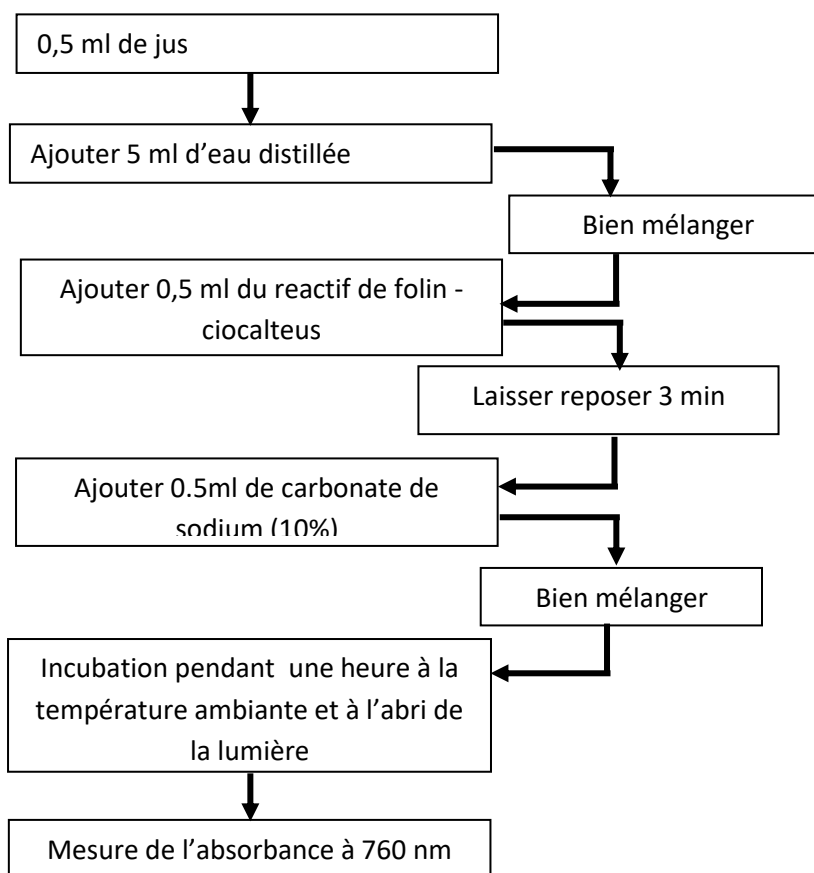 0,5 ml de jus
Ajouter 5 ml d’eau distillée
Bien mélanger
Ajouter 0,5 ml du reactif de folin -
ciocalteus
Laisser reposer 3 min
Ajouter 0.5ml de carbonate de
sodium (10%)
Bien mélanger
Incubation pendant une heure à la
température ambiante et à l’abri de
la lumière
Mesure de l’absorbance à 760 nm